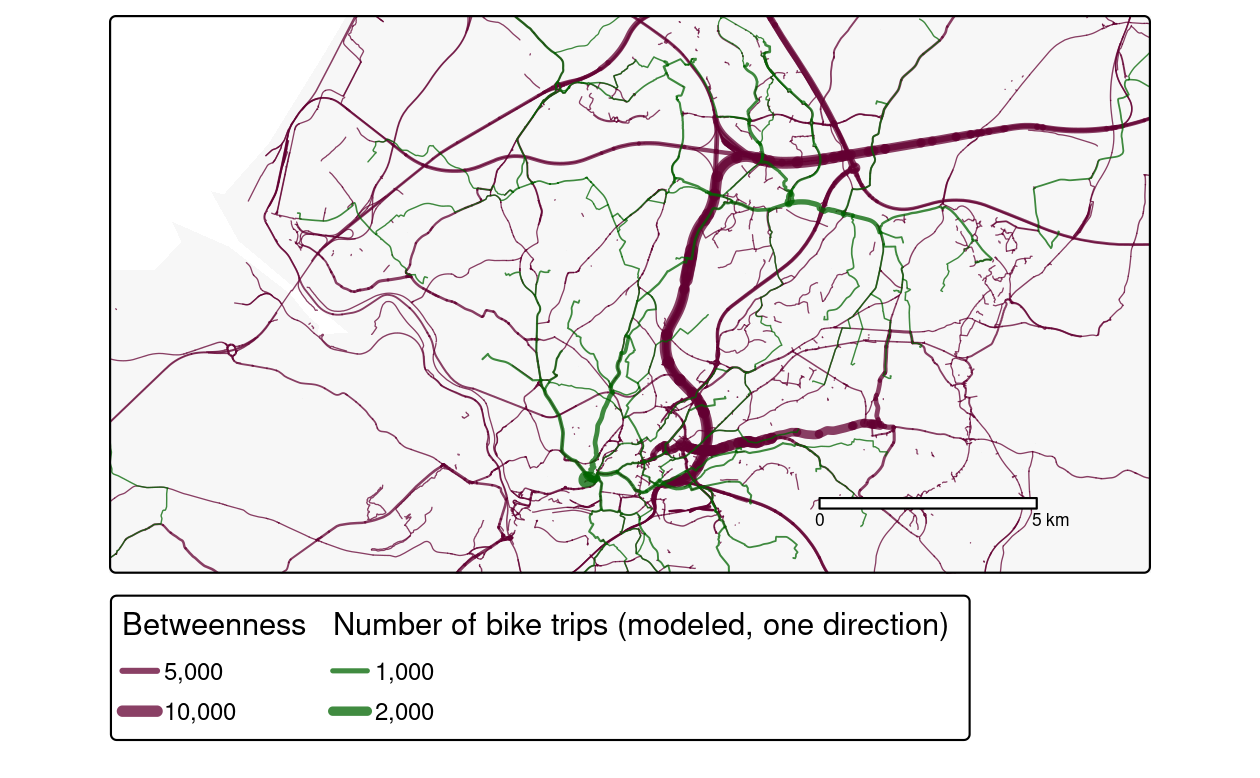 0 5 km
Betweenness Number of bike trips (modeled, one direction)
5,000 1,000
10,000 2,000